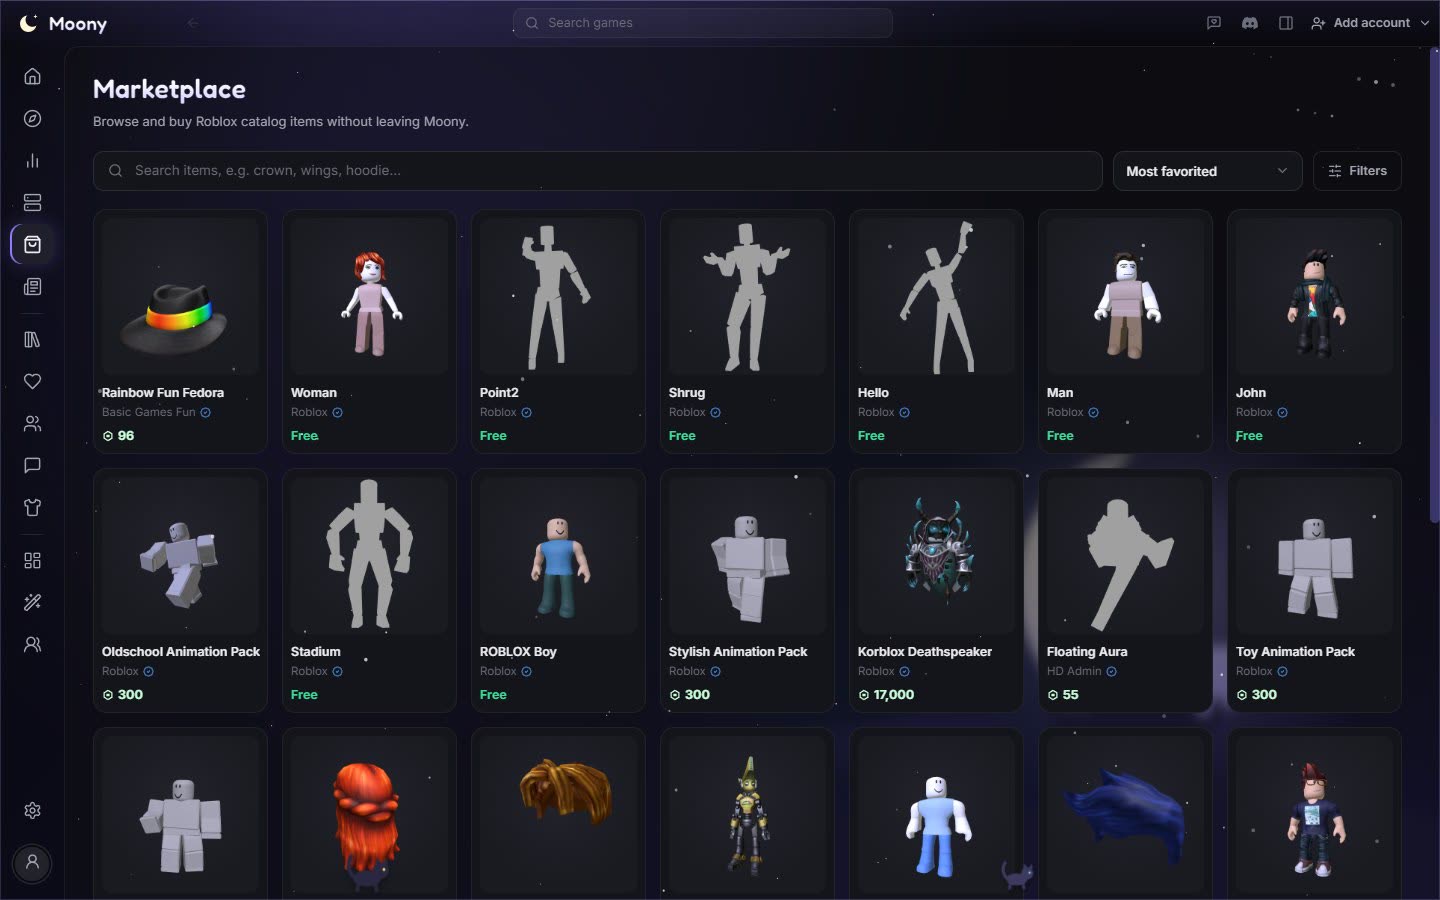 Moony
Search games
Add account
Marketplace
Browse and buy Roblox catalog items without leaving Moony.
Search items, e.g. crown, wings, hoodie...
Most favorited
Filters
Rainbow Fun Fedora
Basic Games Fun
96
Woman
Roblox
Free
Point2
Roblox
Free
Shrug
Roblox
Free
Hello
Roblox
Free
Man
Roblox
Free
John
Roblox
Free
Oldschool Animation Pack
Roblox
300
Stadium
Roblox
Free
ROBLOX Boy
Roblox
Free
Stylish Animation Pack
Roblox
300
Korblox Deathspeaker
Roblox
17,000
Floating Aura
HD Admin
55
Toy Animation Pack
Roblox
300